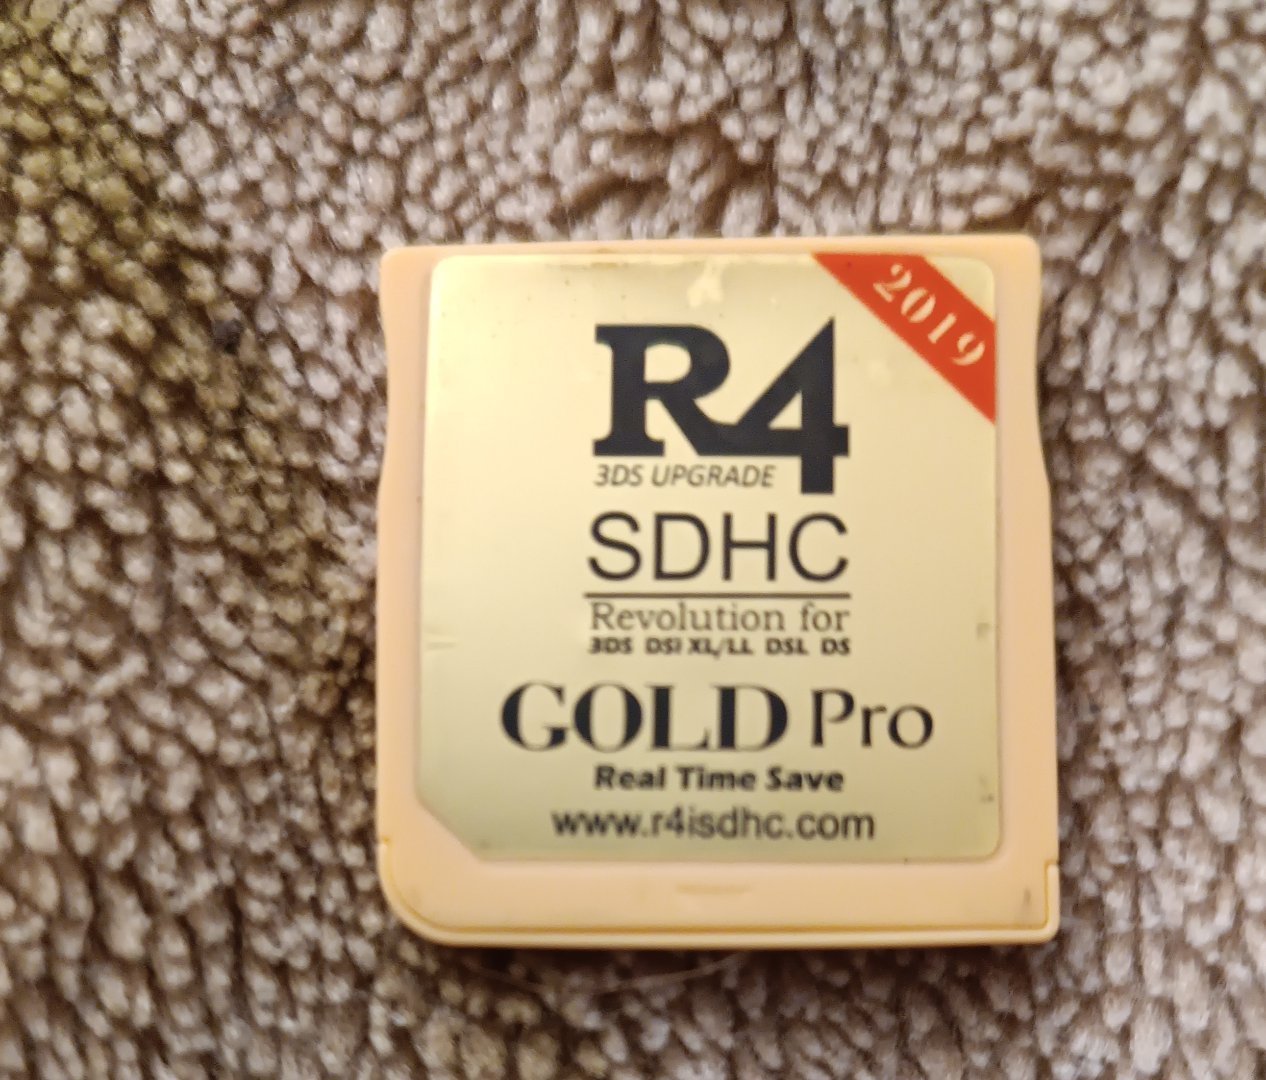 2019
R4
3DS UPGRADE
SDHC
Revolution for
3DS DSi XL/LL DSL DS
GOLD Pro
Real Time Save
www.r4isdhc.com